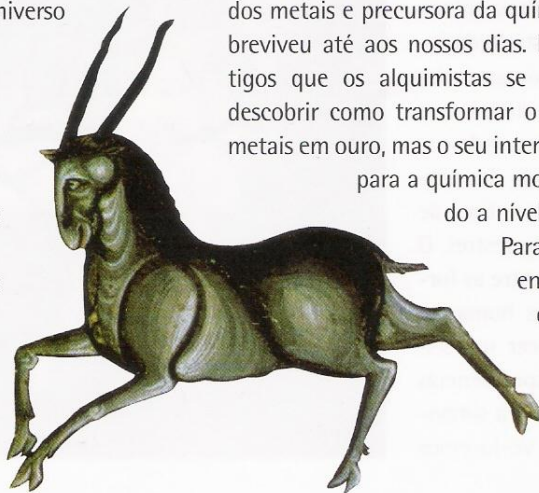 niverso
dos metais e precursora da quí
breviveu até aos nossos dias.
tigos que os alquimistas se
descobrir como transformar o
metais em ouro, mas o seu inter
para a química mo
do a níve
Para
en